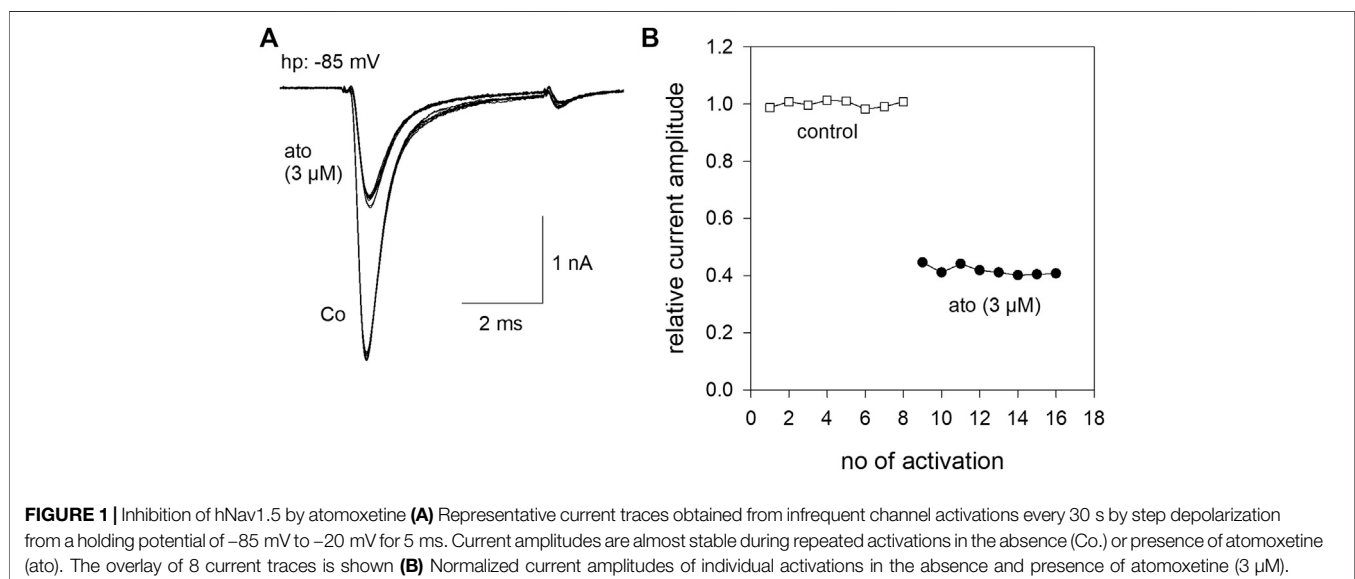 A
hp: -85 mV
ato
(3 µM)
Co
1 nA
2 ms
B
relative current amplitude
1.2
1.0
0.8
0.6
0.4
0.2
0.0
control
ato (3 µM)
0 2 4 6 8 10 12 14 16 18
no of activation
FIGURE 1 | Inhibition of hNav1.5 by atomoxetine (A) Representative current traces obtained from infrequent channel activations every 30 s by step depolarization
from a holding potential of –85 mV to –20 mV for 5 ms. Current amplitudes are almost stable during repeated activations in the absence (Co.) or presence of atomoxetine
(ato). The overlay of 8 current traces is shown (B) Normalized current amplitudes of individual activations in the absence and presence of atomoxetine (3 µM).